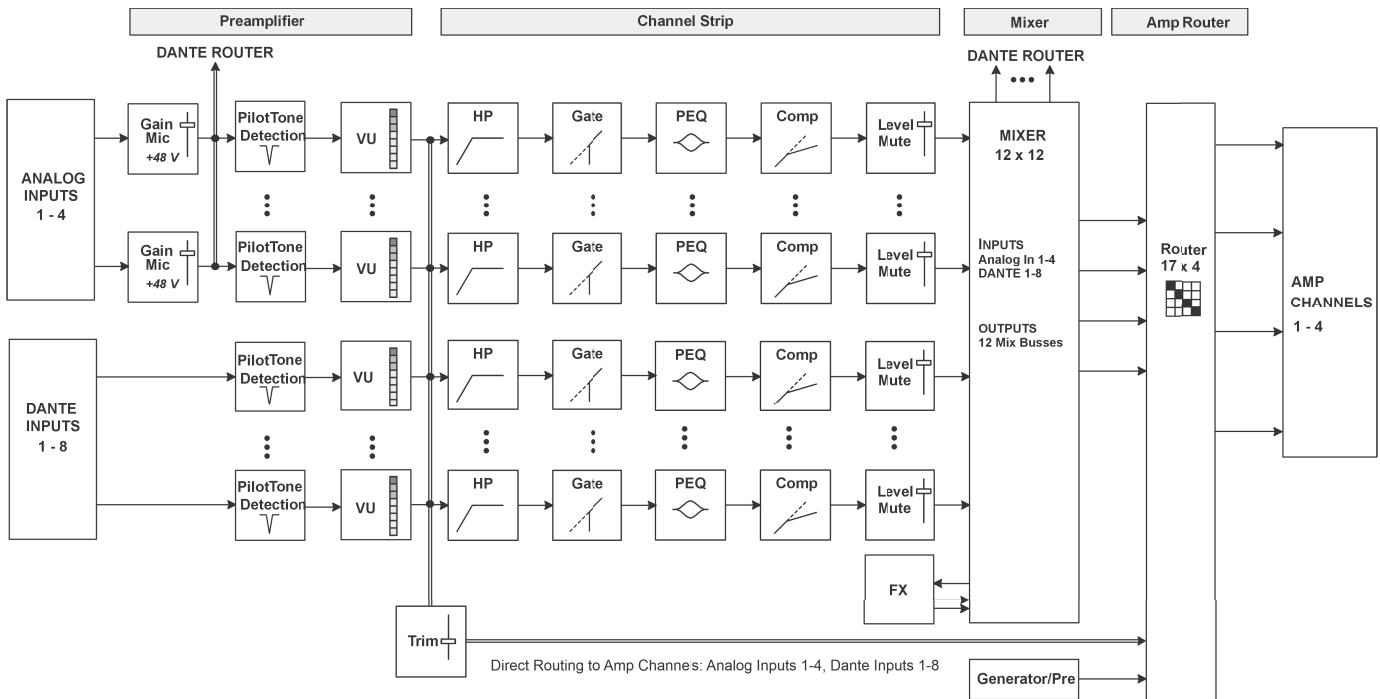 Preamplifier
Channel Strip
Mixer
Amp Router
DANTE ROUTER
DANTE ROUTER
ANALOG
INPUTS
1 - 4
Gain
Mic
+48 V
PilotTone
Detection
VU
HP
Gate
PEQ
Comp
Level
Mute
MIXER
12 x 12
Gain
Mic
+48 V
PilotTone
Detection
VU
HP
Gate
PEQ
Comp
Level
Mute
INPUTS
Analog In 1-4
DANTE 1-8
OUTPUTS
12 Mix Busses
Router
17 x 4
AMP
CHANNELS
1 - 4
DANTE
INPUTS
1 - 8
PilotTone
Detection
VU
HP
Gate
PEQ
Comp
Level
Mute
PilotTone
Detection
VU
HP
Gate
PEQ
Comp
Level
Mute
FX
Trim
Direct Routing to Amp Channels: Analog Inputs 1-4, Dante Inputs 1-8
Generator/Pre